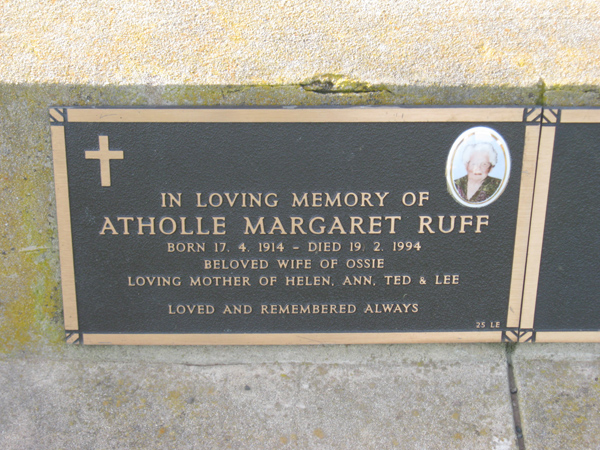 IN LOVING MEMORY OF
ATHOLLE MARGARET RUFF
BORN 17. 4. 1914 – DIED 19. 2. 1994
BELOVED WIFE OF OSSIE
LOVING MOTHER OF HELEN, ANN, TED & LEE
LOVED AND REMEMBERED ALWAYS
25 LE